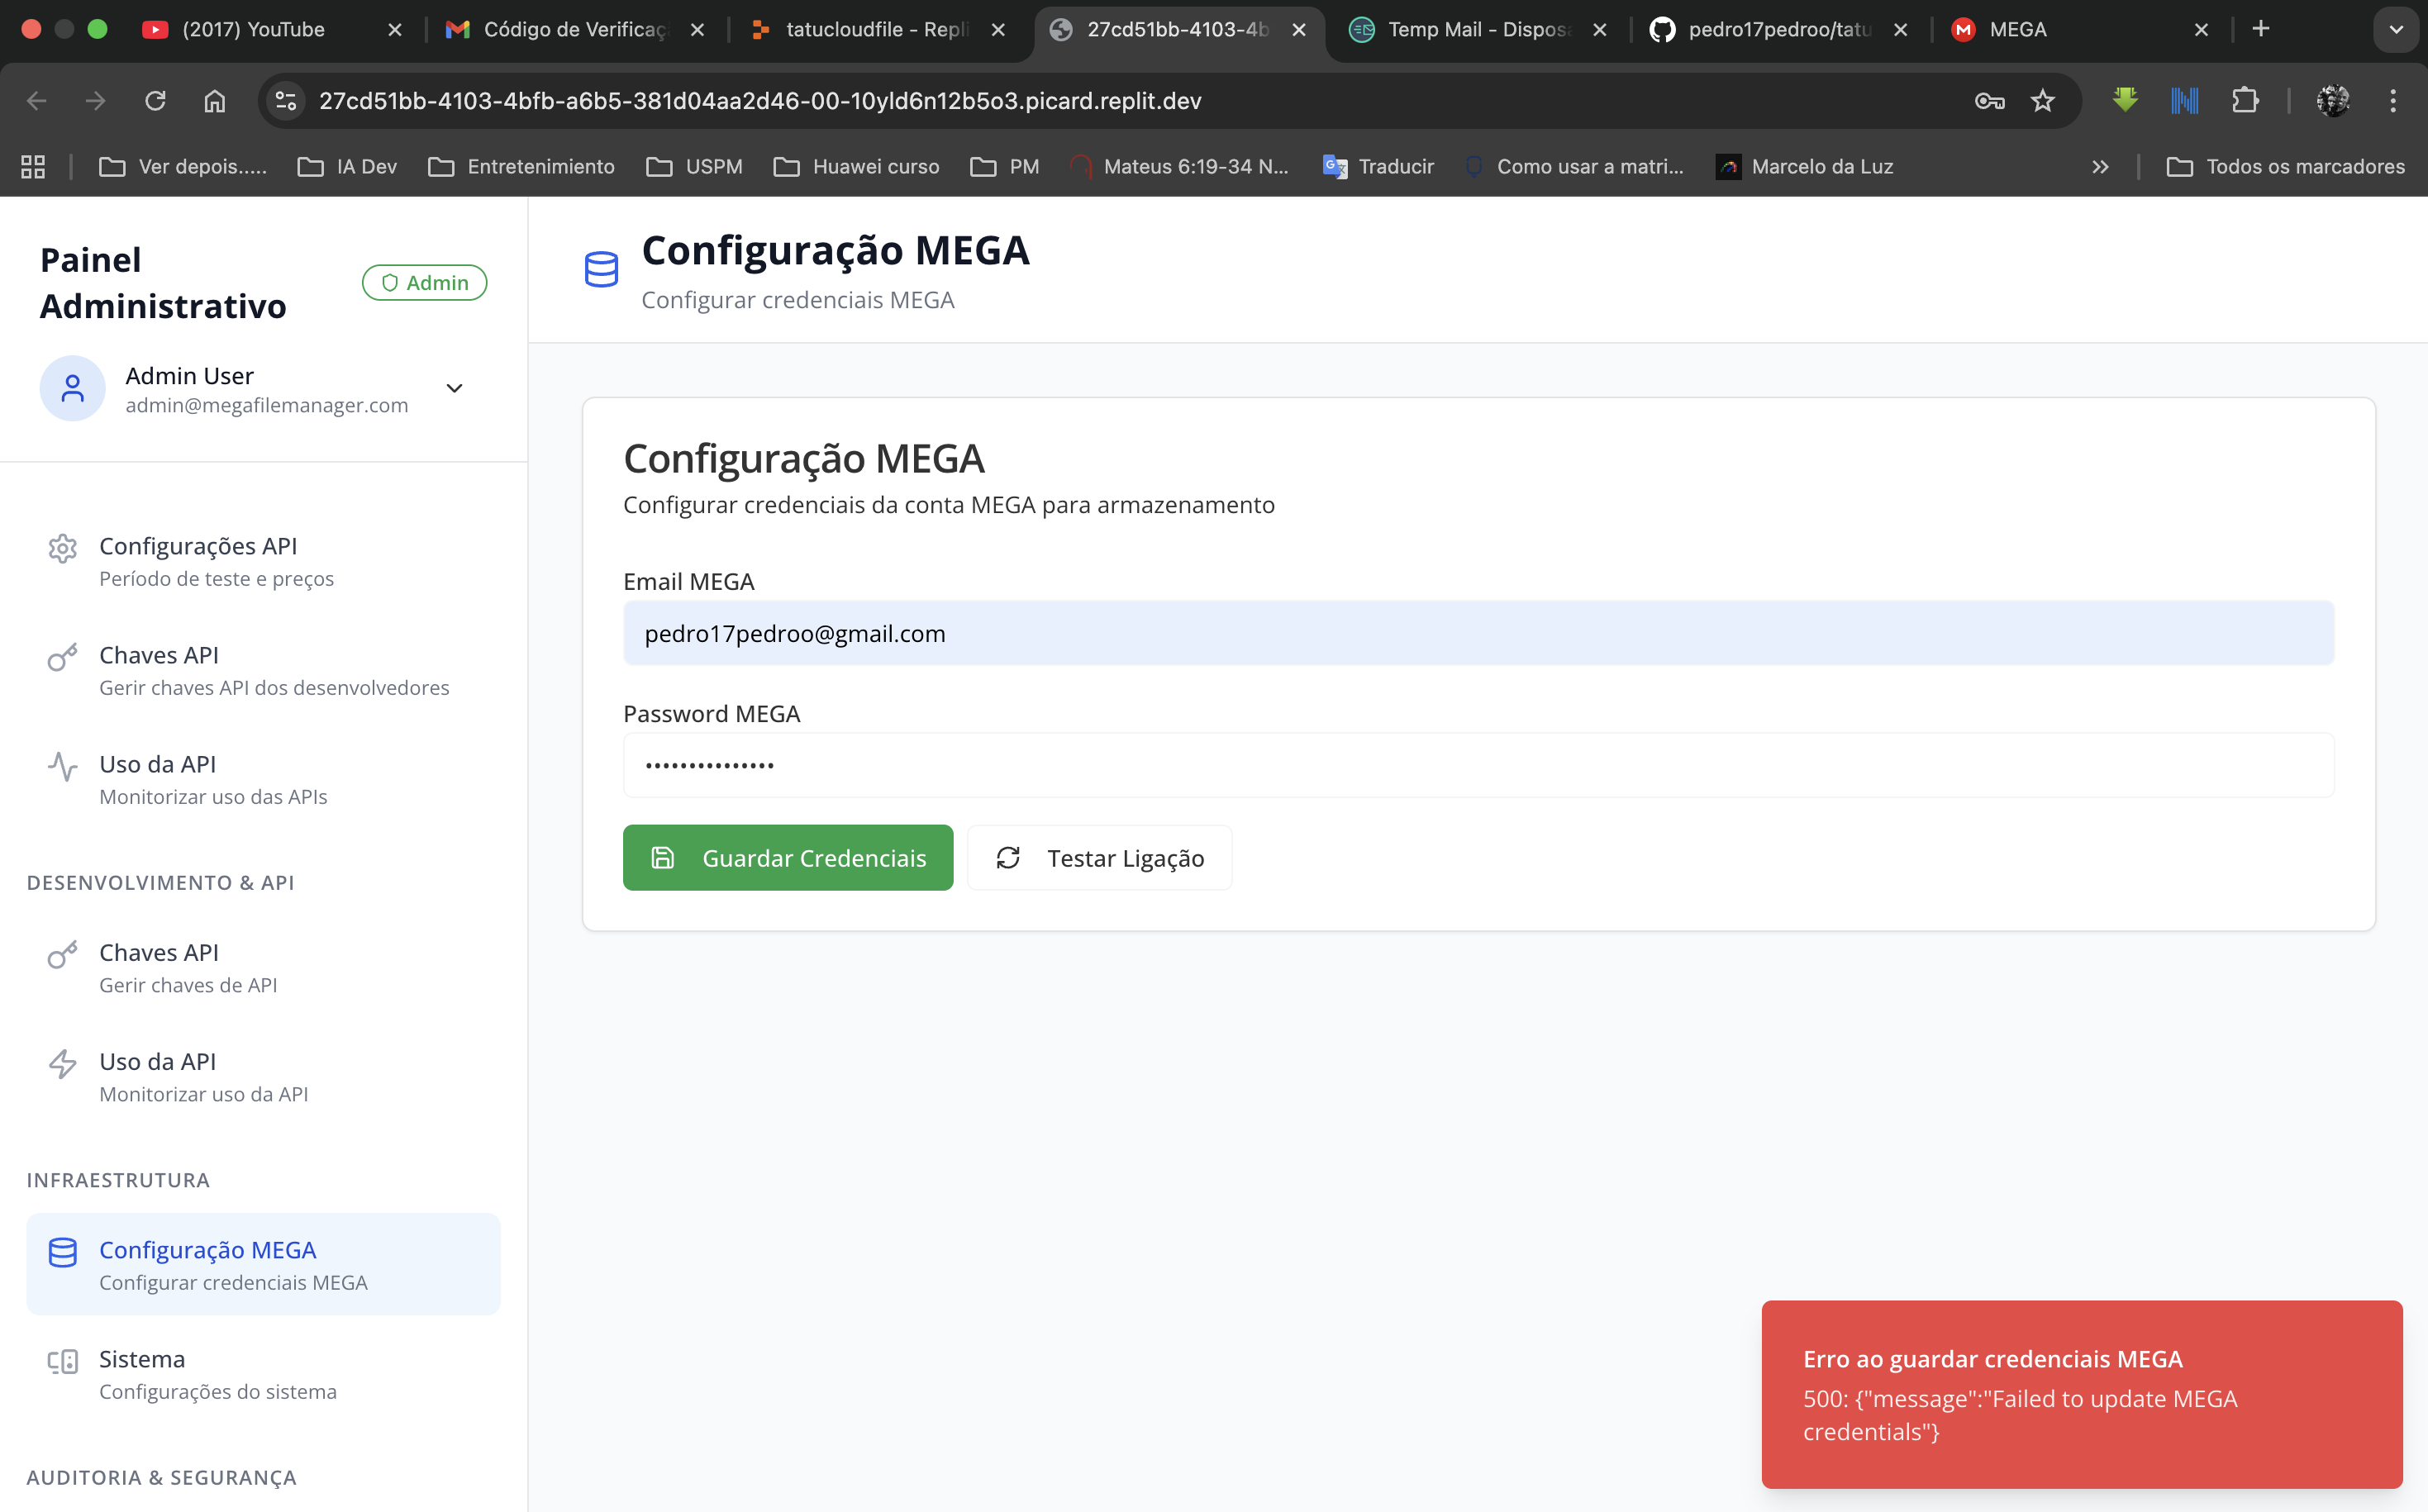 (2017) YouTube
Código de Verificaç
tatucloudfile - Repli
27cd51bb-4103-4b
Temp Mail - Dispos
pedro17pedroo/tatu
MEGA
27cd51bb-4103-4bfb-a6b5-381d04aa2d46-00-10yld6n12b5o3.picard.replit.dev
Ver depois.....
IA Dev
Entretenimiento
USPM
Huawei curso
PM
Mateus 6:19-34 N...
Traducir
Como usar a matri...
Marcelo da Luz
Todos os marcadores
Painel
Administrativo
Admin
Admin User
admin@megafilemanager.com
Configurações API
Período de teste e preços
Chaves API
Gerir chaves API dos desenvolvedores
Uso da API
Monitorizar uso das APIs
DESENVOLVIMENTO & API
Chaves API
Gerir chaves de API
Uso da API
Monitorizar uso da API
INFRAESTRUTURA
Configuração MEGA
Configurar credenciais MEGA
Sistema
Configurações do sistema
AUDITORIA & SEGURANÇA
Configuração MEGA
Configurar credenciais MEGA
Configuração MEGA
Configurar credenciais da conta MEGA para armazenamento
Email MEGA
pedro17pedroo@gmail.com
Password MEGA
•••••••••••••••
Guardar Credenciais
Testar Ligação
Erro ao guardar credenciais MEGA
500: {"message":"Failed to update MEGA
credentials"}